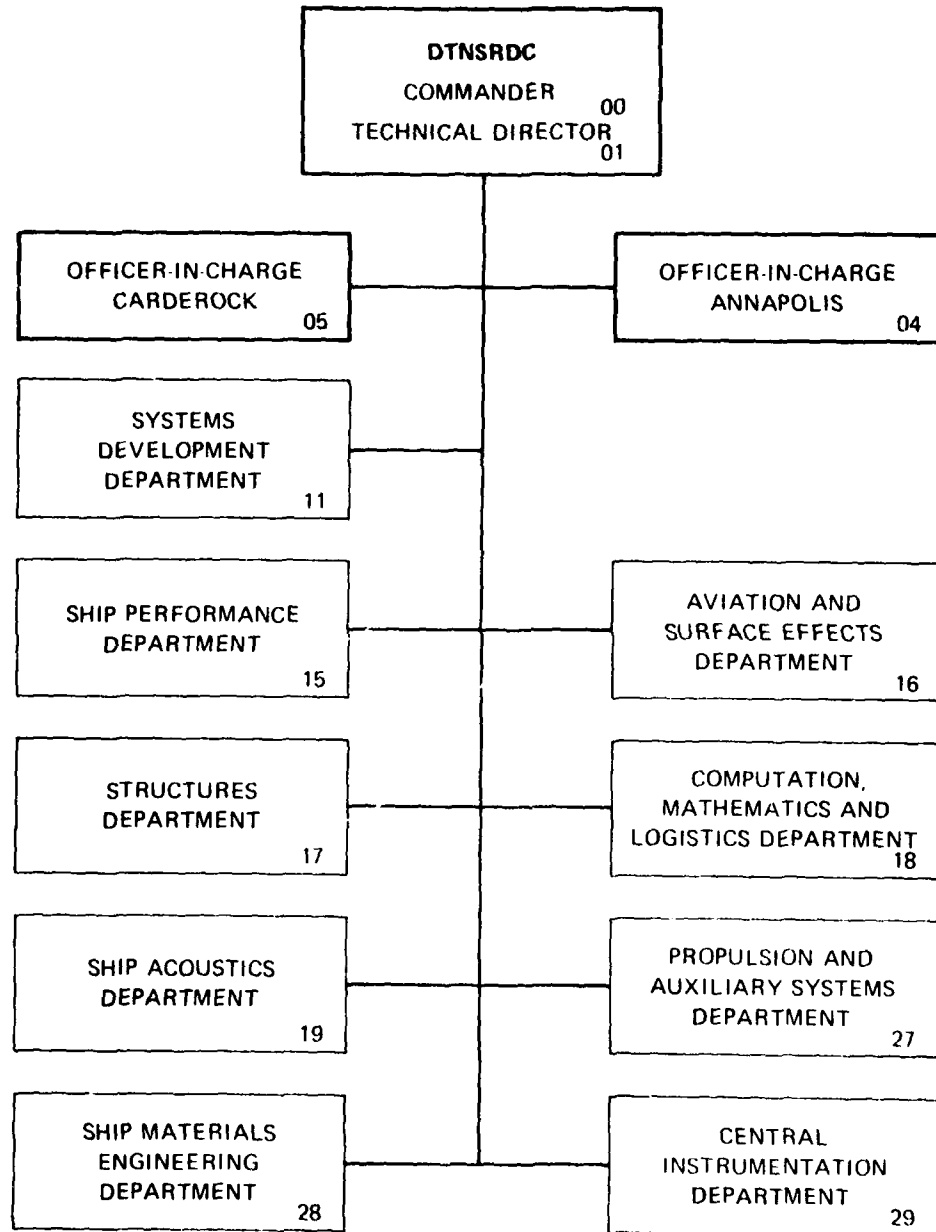 DTNSRDC
COMMANDER
00
TECHNICAL DIRECTOR
01
OFFICER-IN-CHARGE
CARDEROCK
05
OFFICER-IN-CHARGE
ANNAPOLIS
04
SYSTEMS
DEVELOPMENT
DEPARTMENT
11
SHIP PERFORMANCE
DEPARTMENT
15
AVIATION AND
SURFACE EFFECTS
DEPARTMENT
16
STRUCTURES
DEPARTMENT
17
COMPUTATION,
MATHEMATICS AND
LOGISTICS DEPARTMENT
18
SHIP ACOUSTICS
DEPARTMENT
19
PROPULSION AND
AUXILIARY SYSTEMS
DEPARTMENT
27
SHIP MATERIALS
ENGINEERING
DEPARTMENT
28
CENTRAL
INSTRUMENTATION
DEPARTMENT
29